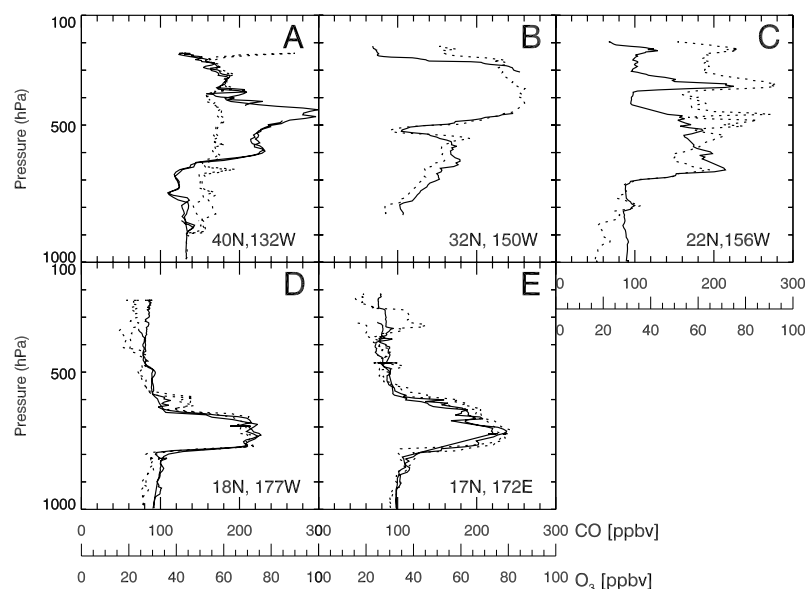 100
A
B
C
Pressure (hPa)
500
40N,132W
32N, 150W
22N,156W
1000
100
D
E
0 100 200 300
0 20 40 60 80 100
Pressure (hPa)
500
18N, 177W
17N, 172E
1000
0 100 200 300 100 200 300 CO [ppbv]
0 20 40 60 80 100 20 40 60 80 100 O3 [ppbv]